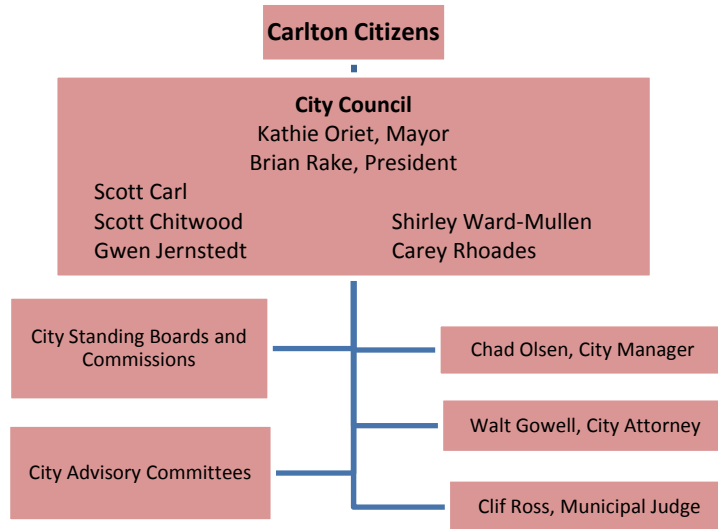 Carlton Citizens
City Council
Kathie Oriet, Mayor
Brian Rake, President
Scott Carl
Scott Chitwood
Gwen Jernstedt
Shirley Ward-Mullen
Carey Rhoades
City Standing Boards and
Commissions
City Advisory Committees
Chad Olsen, City Manager
Walt Gowell, City Attorney
Clif Ross, Municipal Judge